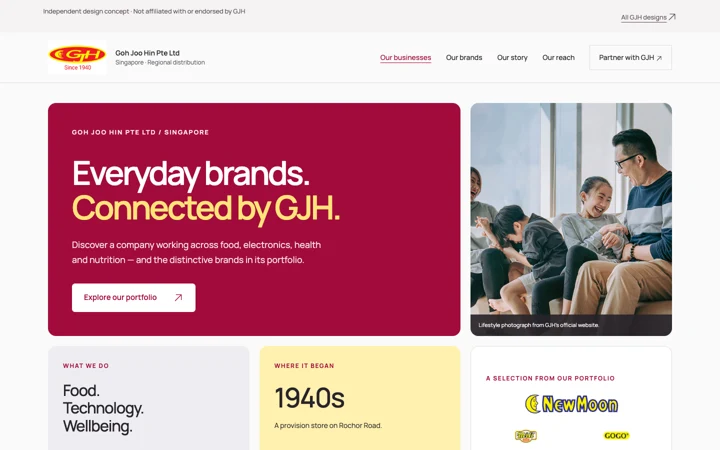 Independent design concept · Not affiliated with or endorsed by GJH
All GJH designs
GJH
Since 1940
Goh Joo Hin Pte Ltd
Singapore · Regional distribution
Our businesses
Our brands
Our story
Our reach
Partner with GJH
GOH JOO HIN PTE LTD / SINGAPORE
Everyday brands.
Connected by GJH.
Discover a company working across food, electronics, health
and nutrition — and the distinctive brands in its portfolio.
Explore our portfolio
Lifestyle photograph from GJH's official website.
WHAT WE DO
Food.
Technology.
Wellbeing.
WHERE IT BEGAN
1940s
A provision store on Rochor Road.
A SELECTION FROM OUR PORTFOLIO
NewMoon
GOGO